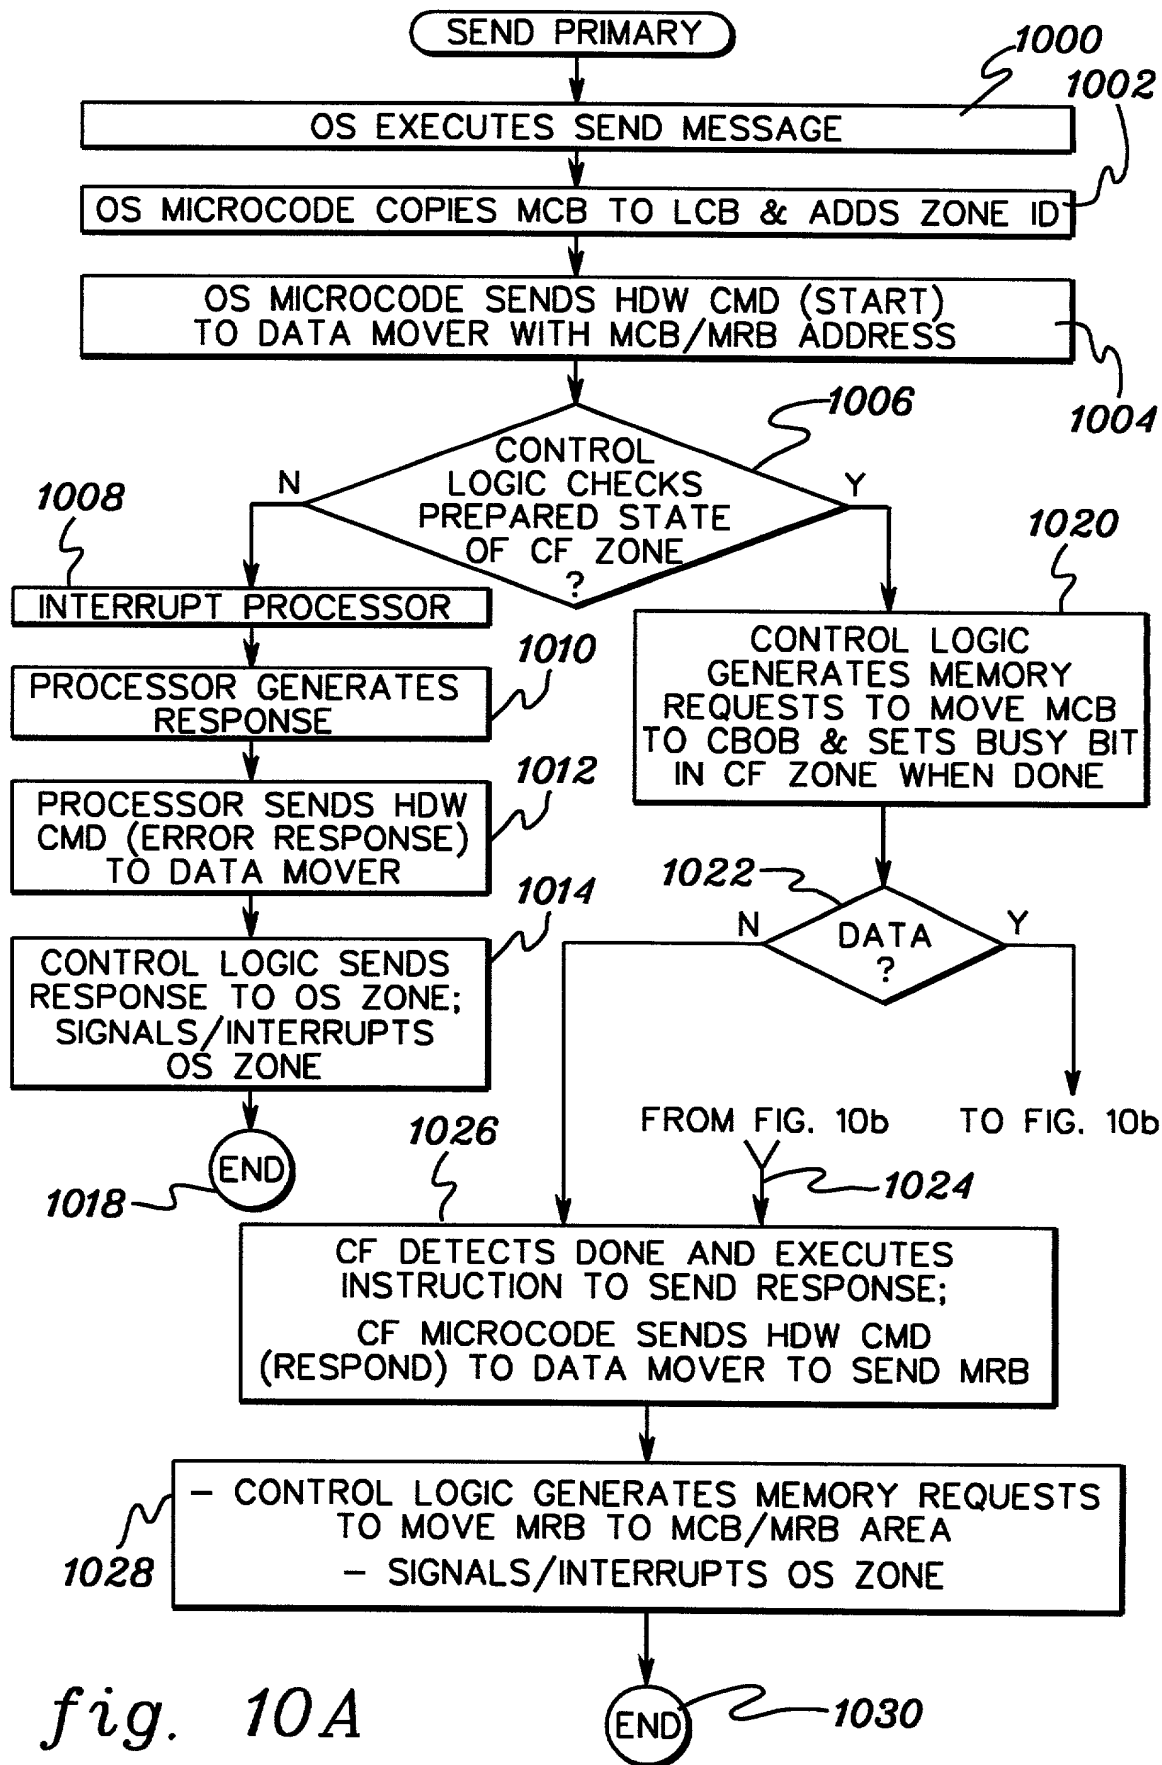 SEND PRIMARY
1000
1002
OS EXECUTES SEND MESSAGE
OS MICROCODE COPIES MCB TO LCB & ADDS ZONE ID
OS MICROCODE SENDS HDW CMD (START)
TO DATA MOVER WITH MCB/MRB ADDRESS
1004
1006
CONTROL
LOGIC CHECKS
PREPARED STATE
OF CF ZONE
?
N
Y
1008
INTERRUPT PROCESSOR
1010
PROCESSOR GENERATES
RESPONSE
1012
PROCESSOR SENDS HDW
CMD (ERROR RESPONSE)
TO DATA MOVER
1014
CONTROL LOGIC SENDS
RESPONSE TO OS ZONE;
SIGNALS/INTERRUPTS
OS ZONE
END
1018
1020
CONTROL LOGIC
GENERATES MEMORY
REQUESTS TO MOVE MCB
TO CBOB & SETS BUSY BIT
IN CF ZONE WHEN DONE
1022
N
DATA
?
Y
FROM FIG. 10b
TO FIG. 10b
1024
1026
CF DETECTS DONE AND EXECUTES
INSTRUCTION TO SEND RESPONSE;
CF MICROCODE SENDS HDW CMD
(RESPOND) TO DATA MOVER TO SEND MRB
– CONTROL LOGIC GENERATES MEMORY REQUESTS
TO MOVE MRB TO MCB/MRB AREA
– SIGNALS/INTERRUPTS OS ZONE
1028
END
1030
fig. 10A